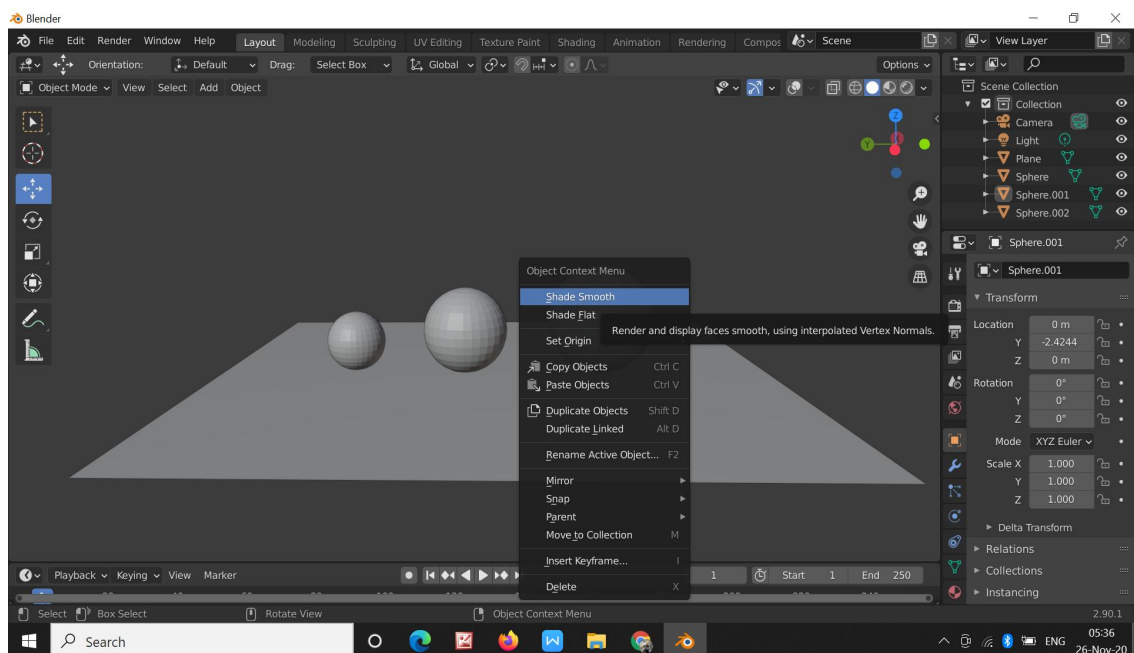 Blender
File Edit Render Window Help Layout Modeling Sculpting UV Editing Texture Paint Shading Animation Rendering Compos Scene View Layer
Orientation: Default Drag: Select Box Global Options
Object Mode View Select Add Object
Scene Collection
Collection
Camera
Light
Plane
Sphere
Sphere.001
Sphere.002
Z
Y
Sphere.001
Sphere.001
Transform
Location 0 m
Y -2.4244
Z 0 m
Rotation 0°
Y 0°
Z 0°
Mode XYZ Euler
Scale X 1.000
Y 1.000
Z 1.000
Delta Transform
Relations
Collections
Instancing
Object Context Menu
Shade Smooth
Shade Flat
Render and display faces smooth, using interpolated Vertex Normals.
Set Origin
Copy Objects Ctrl C
Paste Objects Ctrl V
Duplicate Objects Shift D
Duplicate Linked Alt D
Rename Active Object... F2
Mirror
Snap
Parent
Move to Collection M
Insert Keyframe... I
Delete X
Playback Keying View Marker 1 Start 1 End 250
Select Box Select Rotate View Object Context Menu 2.90.1
Search ENG 05:36
26-Nov-20